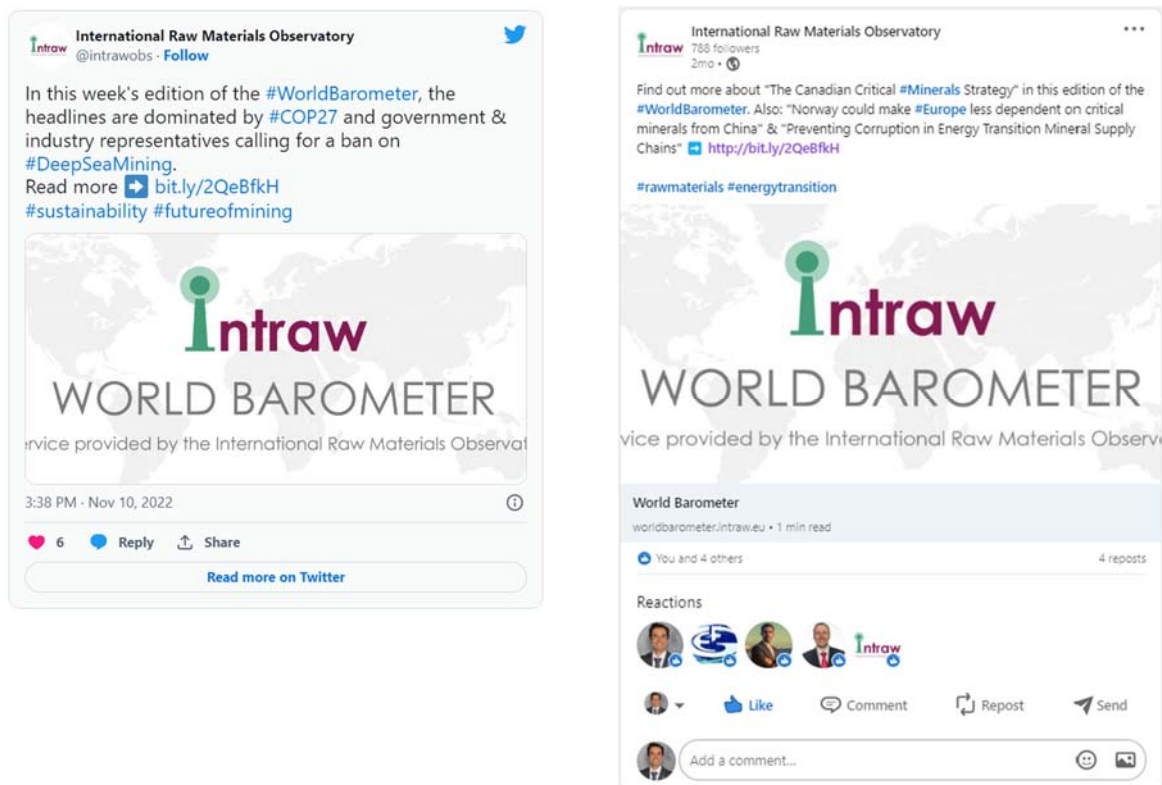 Intraw
International Raw Materials Observatory
@intrawobs · Follow
In this week's edition of the #WorldBarometer, the
headlines are dominated by #COP27 and government &
industry representatives calling for a ban on
#DeepSeaMining.
Read more ➡️ bit.ly/2QeBfkH
#sustainability #futureofmining
intraw
WORLD BAROMETER
ervice provided by the International Raw Materials Observat
3:38 PM · Nov 10, 2022
6 Reply Share
Read more on Twitter
Intraw
International Raw Materials Observatory
788 followers
2mo •
Find out more about "The Canadian Critical #Minerals Strategy" in this edition of the
#WorldBarometer. Also: "Norway could make #Europe less dependent on critical
minerals from China" & "Preventing Corruption in Energy Transition Mineral Supply
Chains" ➡️ http://bit.ly/2QeBfkH
#rawmaterials #energytransition
intraw
WORLD BAROMETER
vice provided by the International Raw Materials Observ
World Barometer
worldbarometer.intraw.eu • 1 min read
You and 4 others 4 reposts
Reactions
Intraw
Like Comment Repost Send
Add a comment...